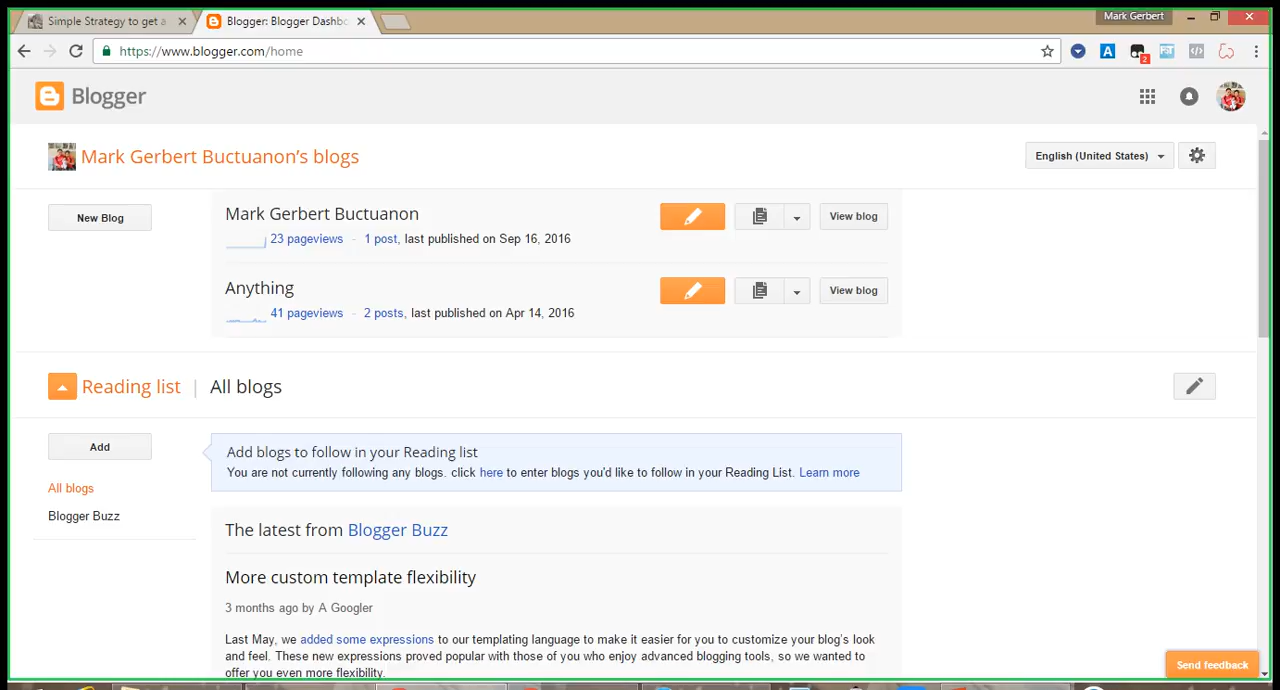 Simple Strategy to get a
Blogger: Blogger Dashbo
Mark Gerbert
https://www.blogger.com/home
A
2
Blogger
Mark Gerbert Buctuanon's blogs
English (United States)
New Blog
Mark Gerbert Buctuanon
View blog
23 pageviews - 1 post, last published on Sep 16, 2016
Anything
View blog
41 pageviews - 2 posts, last published on Apr 14, 2016
Reading list | All blogs
Add
Add blogs to follow in your Reading list
You are not currently following any blogs. click here to enter blogs you'd like to follow in your Reading List. Learn more
All blogs
Blogger Buzz
The latest from Blogger Buzz
More custom template flexibility
3 months ago by A Googler
Last May, we added some expressions to our templating language to make it easier for you to customize your blog's look
and feel. These new expressions proved popular with those of you who enjoy advanced blogging tools, so we wanted to
offer you even more flexibility.
Send feedback